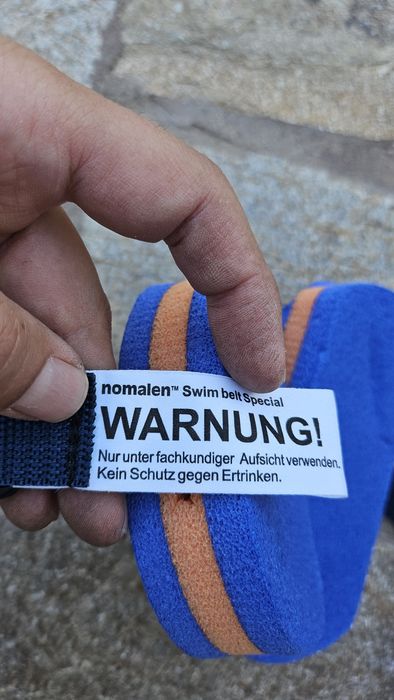 nomalen™ Swim belt Special
WARNUNG!
Nur unter fachkundiger Aufsicht verwenden.
Kein Schutz gegen Ertrinken.